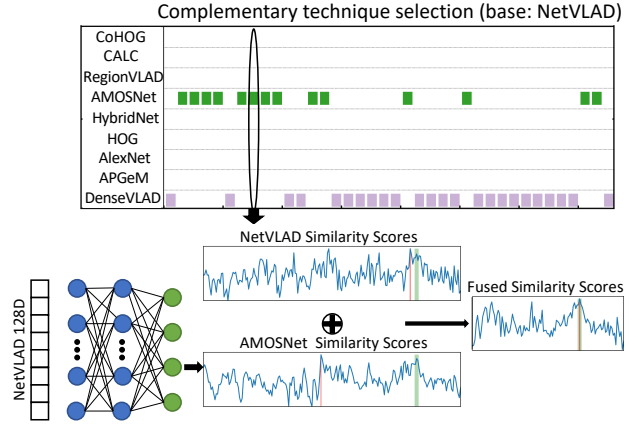 Complementary technique selection (base: NetVLAD)
CoHOG
CALC
RegionVLAD
AMOSNet
HybridNet
HOG
AlexNet
APGeM
DenseVLAD
NetVLAD Similarity Scores
Fused Similarity Scores
NetVLAD 128D
AMOSNet Similarity Scores